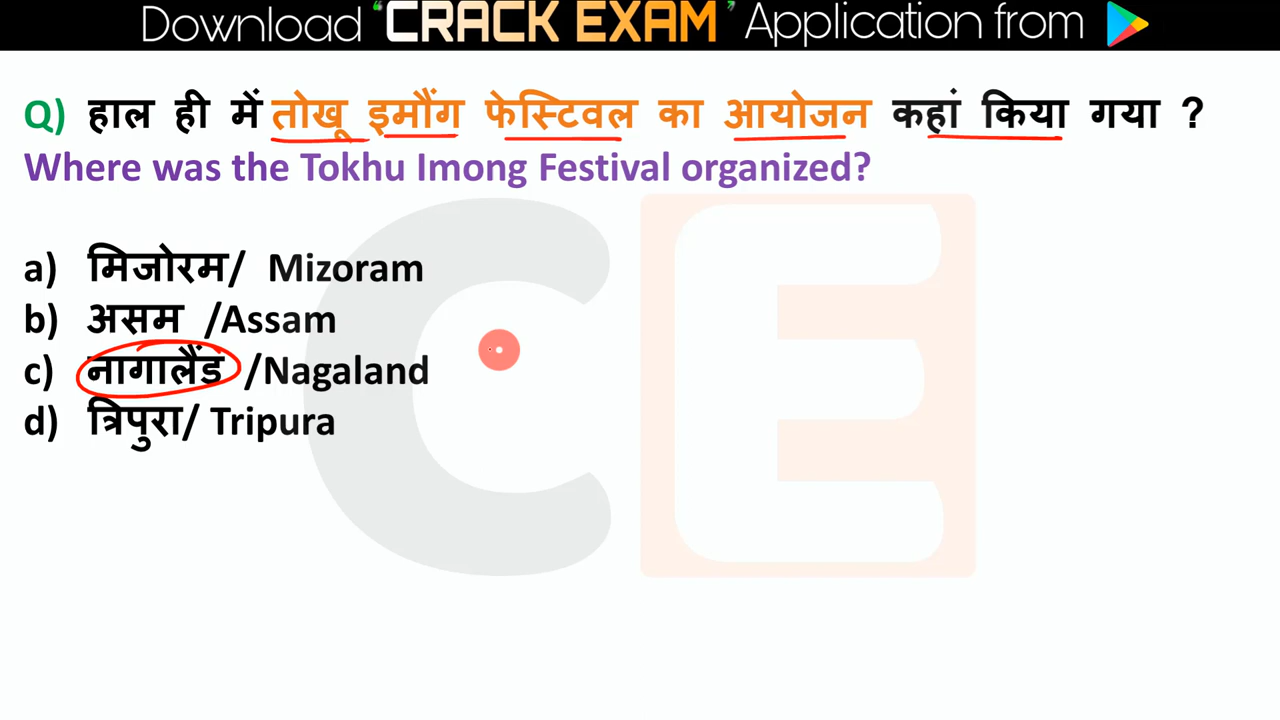 Download "CRACK EXAM" Application from
Q) हाल ही में तोखू इमौंग फेस्टिवल का आयोजन कहां किया गया ?
Where was the Tokhu Imong Festival organized?
a) मिजोरम/ Mizoram
b) असम /Assam
c) नागालैंड /Nagaland
d) त्रिपुरा/ Tripura
CE